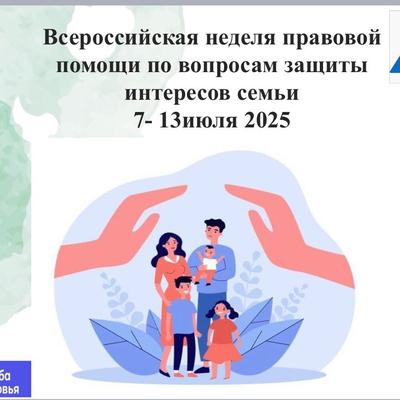 Всероссийская неделя правовой
помощи по вопросам защиты
интересов семьи
7- 13июля 2025